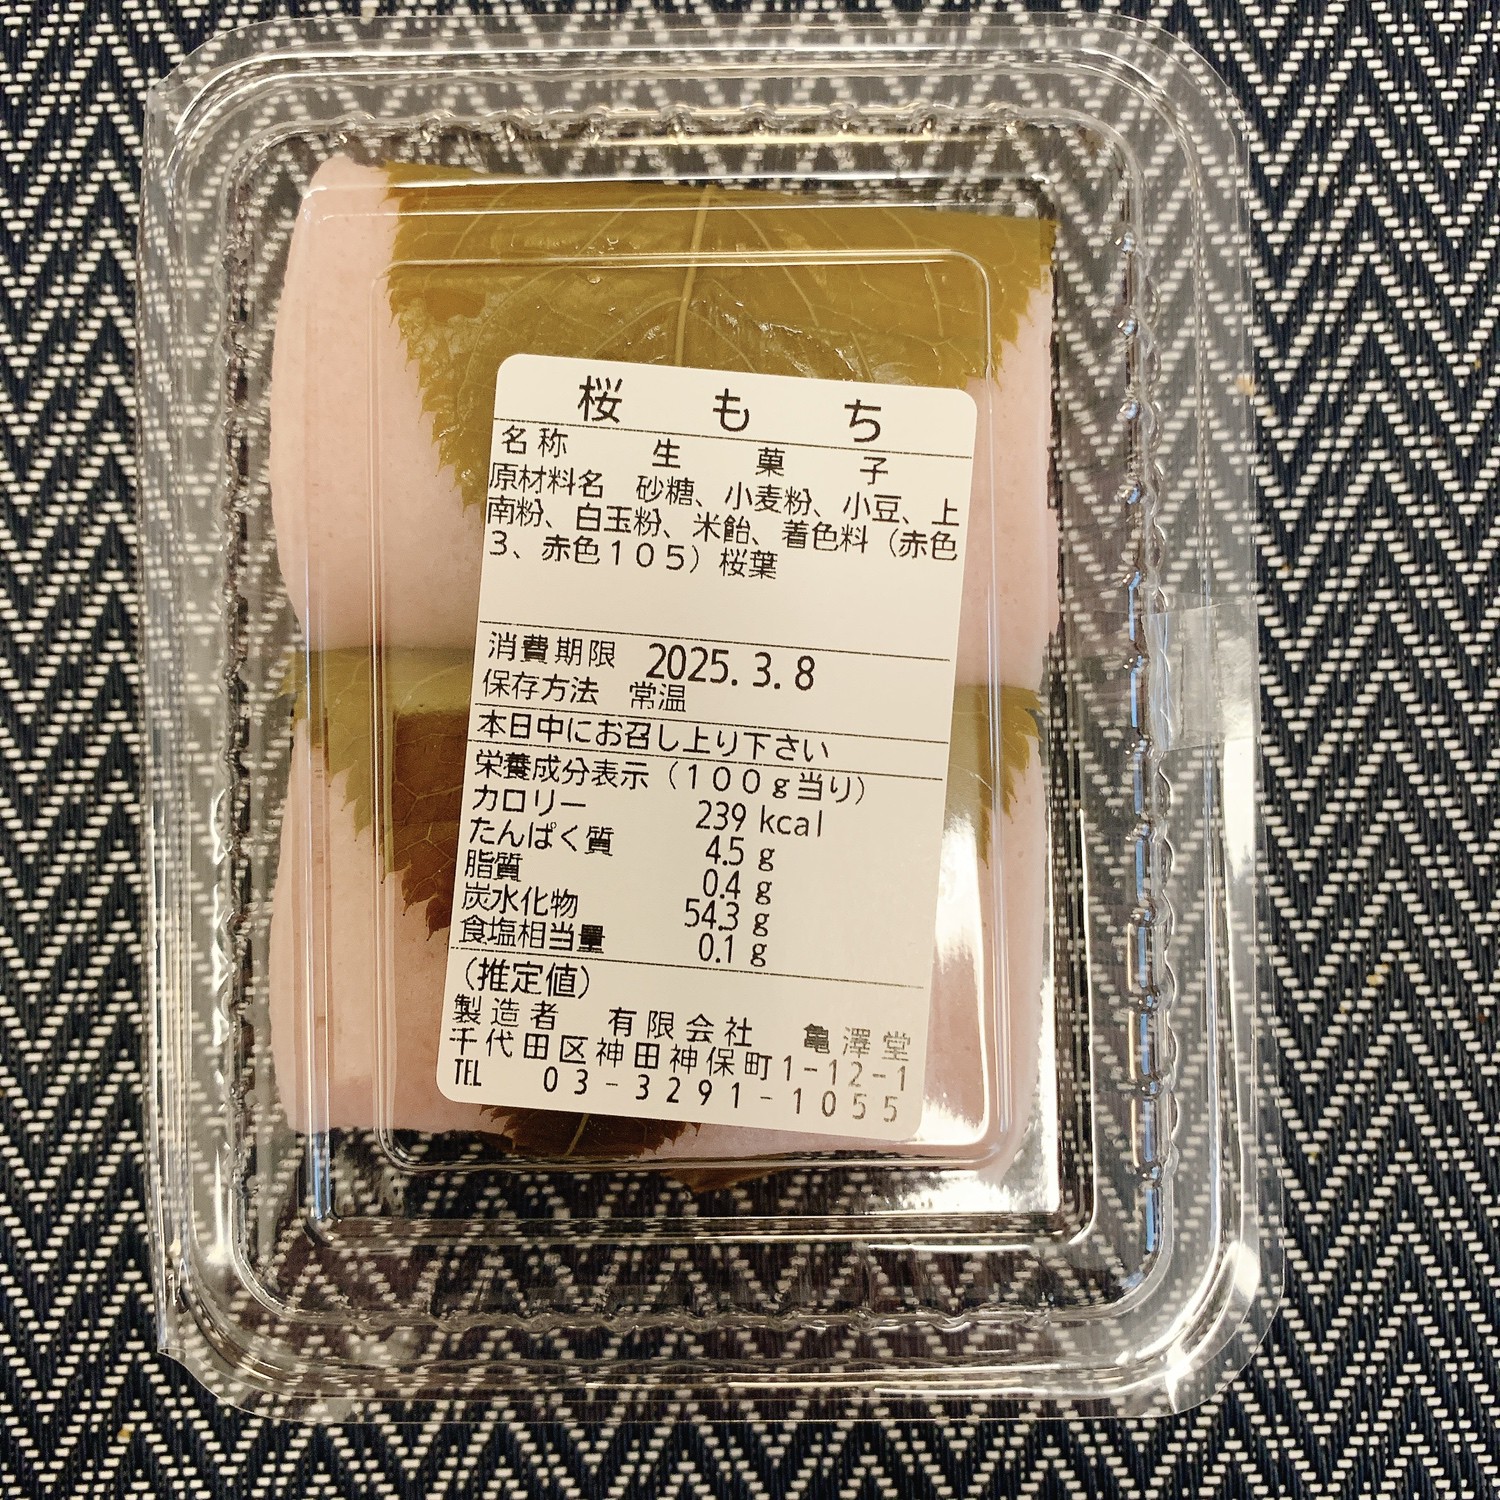 桜もち
名称 生菓子
原材料名 砂糖、小麦粉、小豆、上
南粉、白玉粉、米飴、着色料（赤色
3、赤色105）桜葉
消費期限 2025.3.8
保存方法 常温
本日中にお召し上り下さい
栄養成分表示（100g当り）
カロリー 239 kcal
たんぱく質 4.5 g
脂質 0.4 g
炭水化物 54.3 g
食塩相当量 0.1 g
（推定値）
製造者 有限会社 亀澤堂
千代田区神田神保町1-12-1
TEL 03-3291-1055